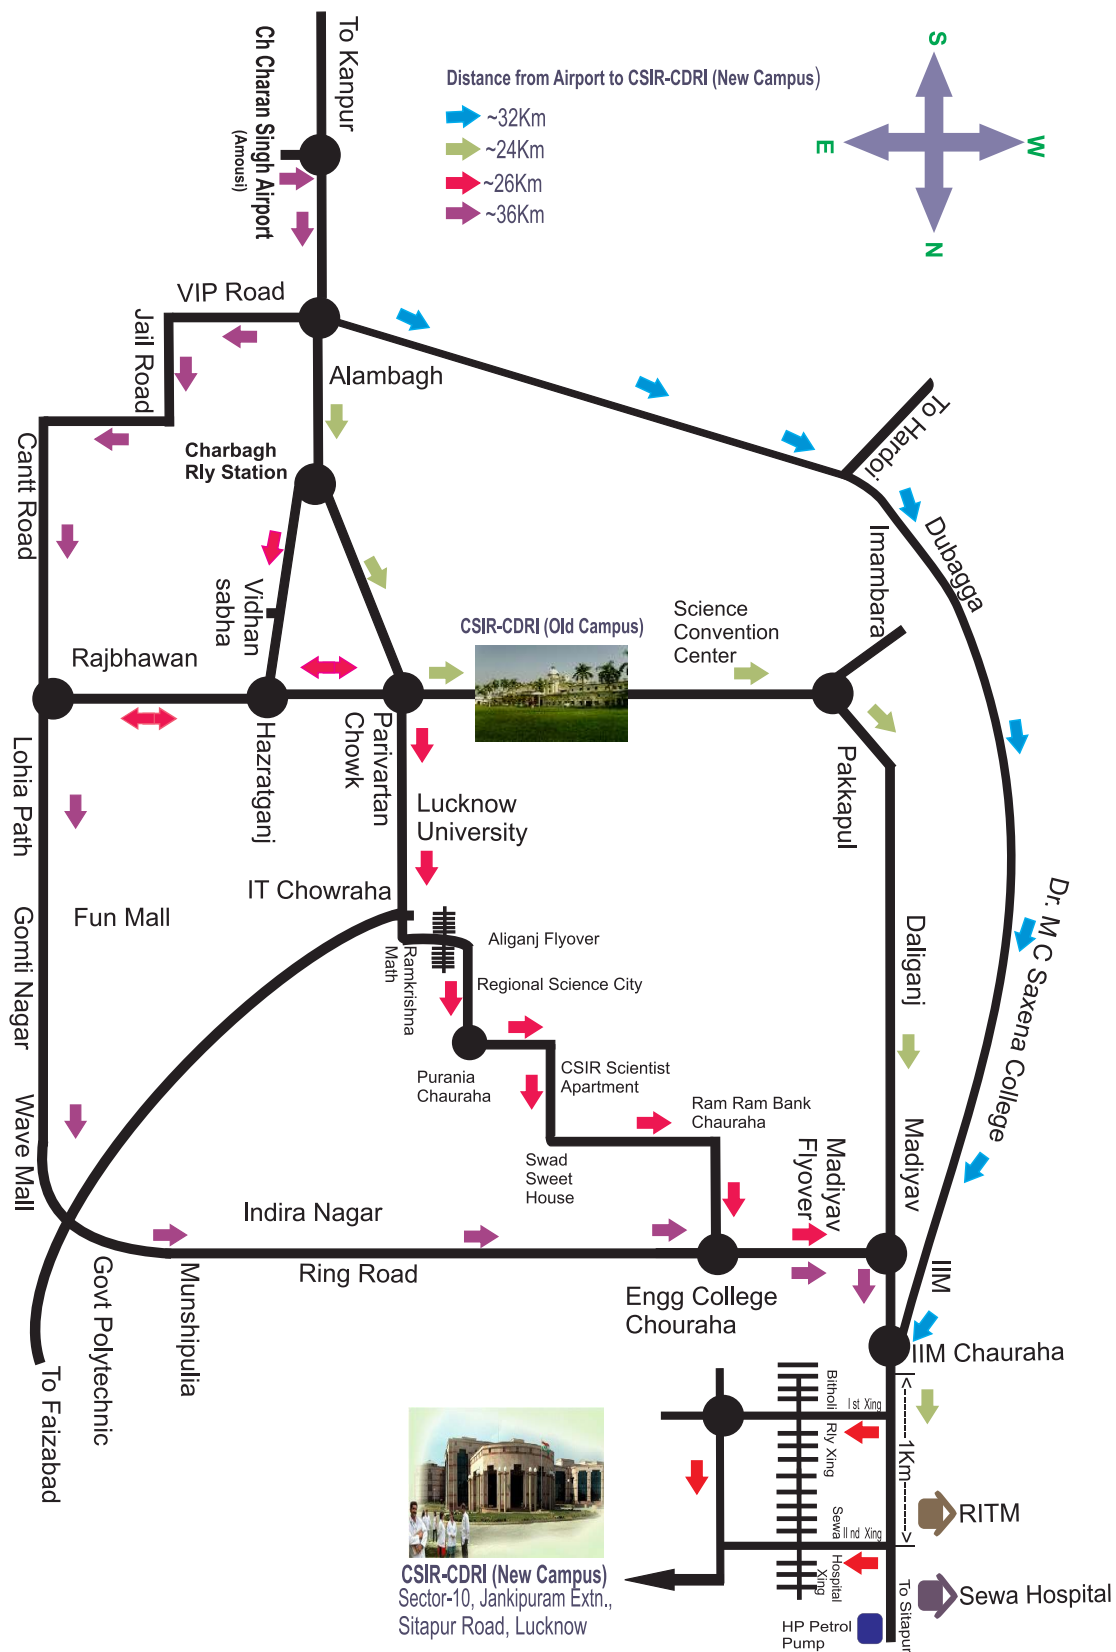 To Kanpur
Ch Charan Singh Airport
(Amousi)
Distance from Airport to CSIR-CDRI (New Campus)
~32Km
~24Km
~26Km
~36Km
S
W
E
N
VIP Road
Jail Road
Alambagh
To Hardoi
Cantt Road
Charbagh
Rly Station
Dubagga
Imambara
Vidhan
sabha
CSIR-CDRI (Old Campus)
Science
Convention
Center
Rajbhawan
Hazratganj
Parivartan
Chowk
Pakkapul
Lohia Path
Lucknow
University
IT Chowraha
Fun Mall
Gomti Nagar
Ramkrishna
Math
Aliganj Flyover
Regional Science City
Daliganj
Dr. M C Saxena College
Purania
Chauraha
CSIR Scientist
Apartment
Ram Ram Bank
Chauraha
Wave Mall
Swad
Sweet
House
Madiyav
Flyover
Madiyav
Indira Nagar
Ring Road
Govt Polytechnic
Munshipulia
Engg College
Chouraha
IIM
IIM Chauraha
To Faizabad
Bitholi
Rly Xing
I st Xing
1Km
RITM
Sewa
Hospital
Xing
II nd Xing
Sewa Hospital
To Sitapur
HP Petrol
Pump
CSIR-CDRI (New Campus)
Sector-10, Jankipuram Extn.,
Sitapur Road, Lucknow